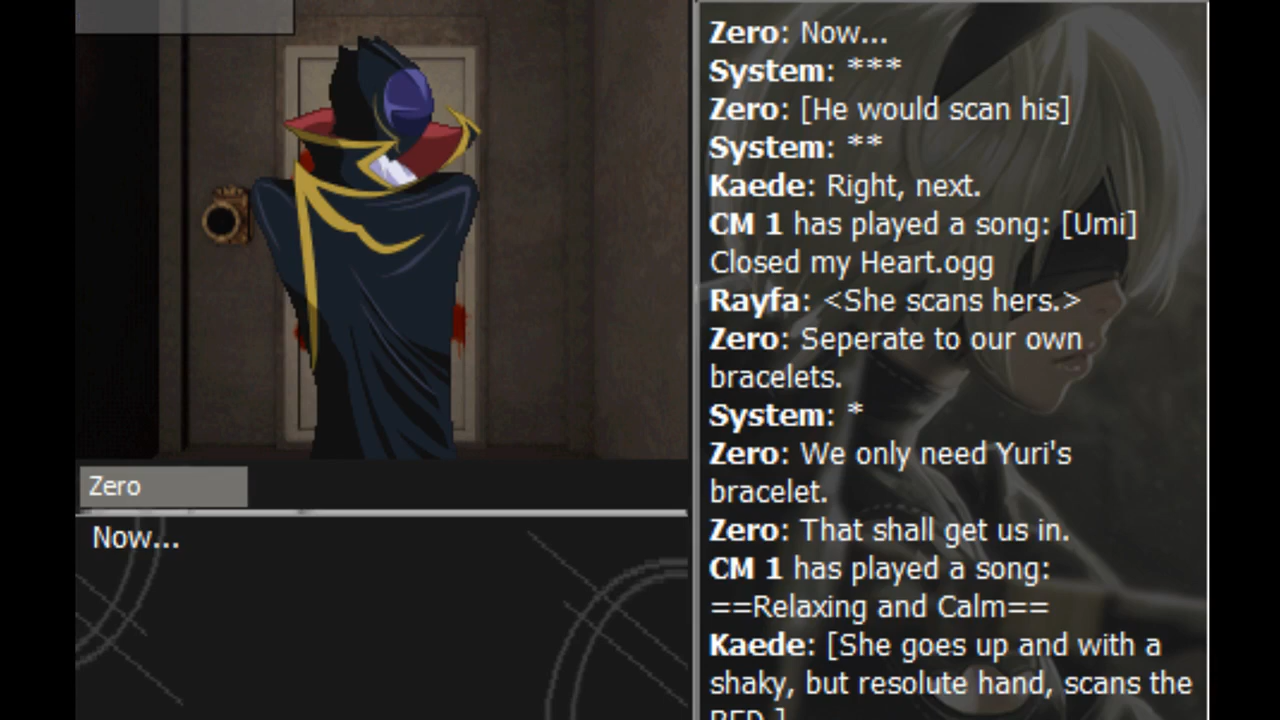 Zero
Now...
Zero: Now...
System: ***
Zero: [He would scan his]
System: **
Kaede: Right, next.
CM 1 has played a song: [Umi]
Closed my Heart.ogg
Rayfa: <She scans hers.>
Zero: Seperate to our own
bracelets.
System: *
Zero: We only need Yuri's
bracelet.
Zero: That shall get us in.
CM 1 has played a song:
==Relaxing and Calm==
Kaede: [She goes up and with a
shaky, but resolute hand, scans the